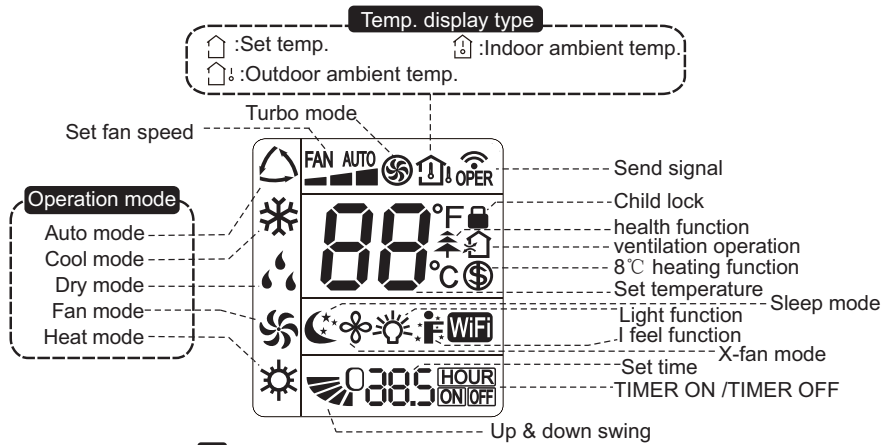 Temp. display type
:Set temp.
:Indoor ambient temp.
:Outdoor ambient temp.
Turbo mode
Set fan speed
FAN AUTO
OPER
Send signal
Operation mode
Auto mode
Cool mode
Dry mode
Fan mode
Heat mode
88
°F
°C
Child lock
health function
ventilation operation
8℃ heating function
Set temperature
Sleep mode
Light function
I feel function
WiFi
X-fan mode
Set time
088.5 HOUR
ON OFF
TIMER ON /TIMER OFF
Up & down swing